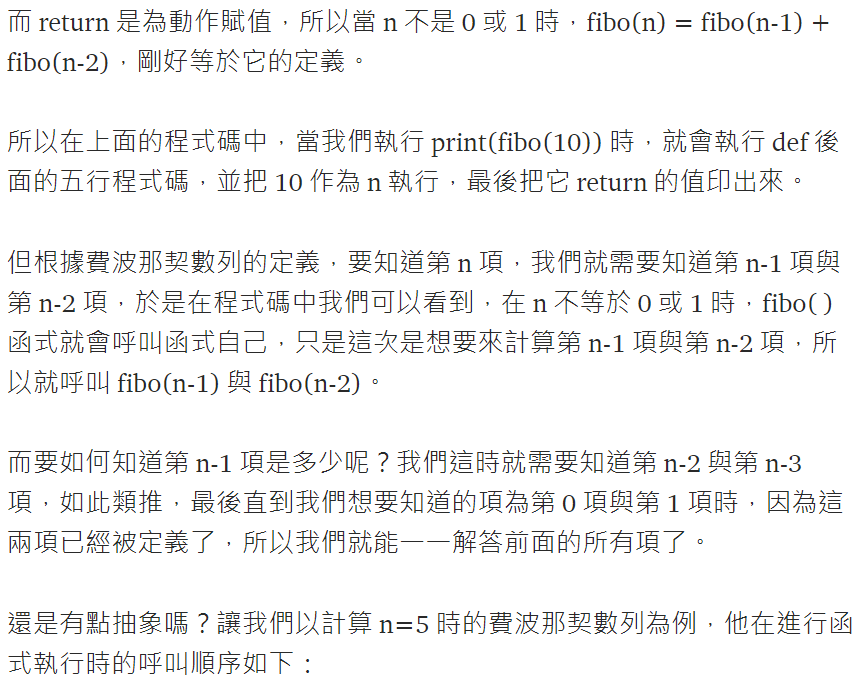 而 return 是為動作賦值，所以當 n 不是 0 或 1 時，fibo(n) = fibo(n-1) +
fibo(n-2)，剛好等於它的定義。
所以在上面的程式碼中，當我們執行 print(fibo(10)) 時，就會執行 def 後
面的五行程式碼，並把 10 作為 n 執行，最後把它 return 的值印出來。
但根據費波那契數列的定義，要知道第 n 項，我們就需要知道第 n-1 項與
第 n-2 項，於是在程式碼中我們可以看到，在 n 不等於 0 或 1 時，fibo( )
函式就會呼叫函式自己，只是這次是想要來計算第 n-1 項與第 n-2 項，所
以就呼叫 fibo(n-1) 與 fibo(n-2)。
而要如何知道第 n-1 項是多少呢？我們這時就需要知道第 n-2 與第 n-3
項，如此類推，最後直到我們想要知道的項為第 0 項與第 1 項時，因為這
兩項已經被定義了，所以我們就能一一解答前面的所有項了。
還是有點抽象嗎？讓我們以計算 n=5 時的費波那契數列為例，他在進行函
式執行時的呼叫順序如下：